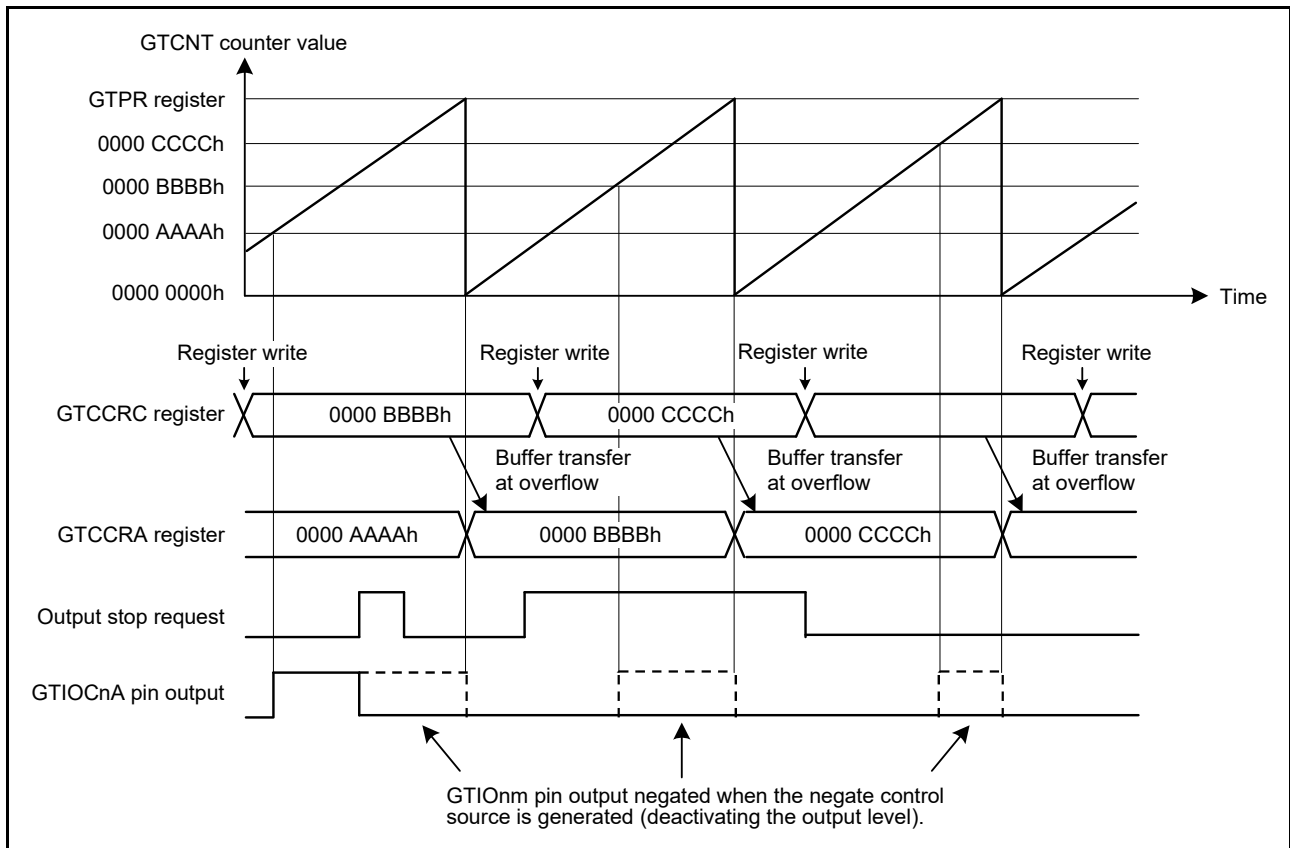 GTCNT counter value
GTPR register
0000 CCCCh
0000 BBBBh
0000 AAAAh
0000 0000h
Time
Register write
Register write
Register write
Register write
GTCCRC register
0000 BBBBh
0000 CCCCh
Buffer transfer
at overflow
Buffer transfer
at overflow
Buffer transfer
at overflow
GTCCRA register
0000 AAAAh
0000 BBBBh
0000 CCCCh
Output stop request
GTIOCnA pin output
GTIOnm pin output negated when the negate control
source is generated (deactivating the output level).